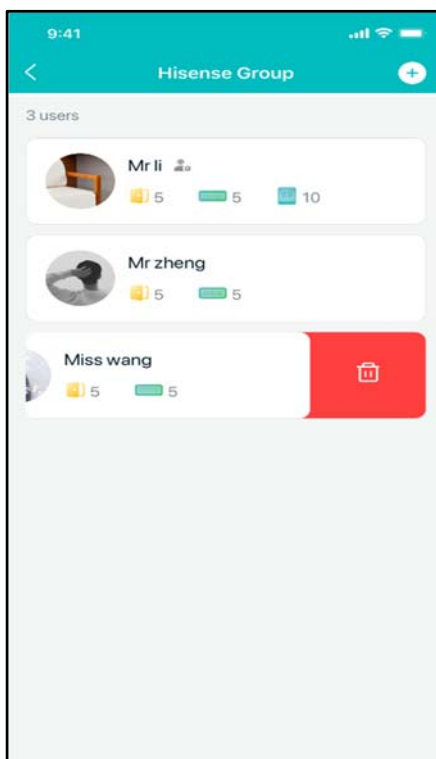 9:41
Hisense Group
3 users
Mr li
5 5 10
Mr zheng
5 5
Miss wang
5 5